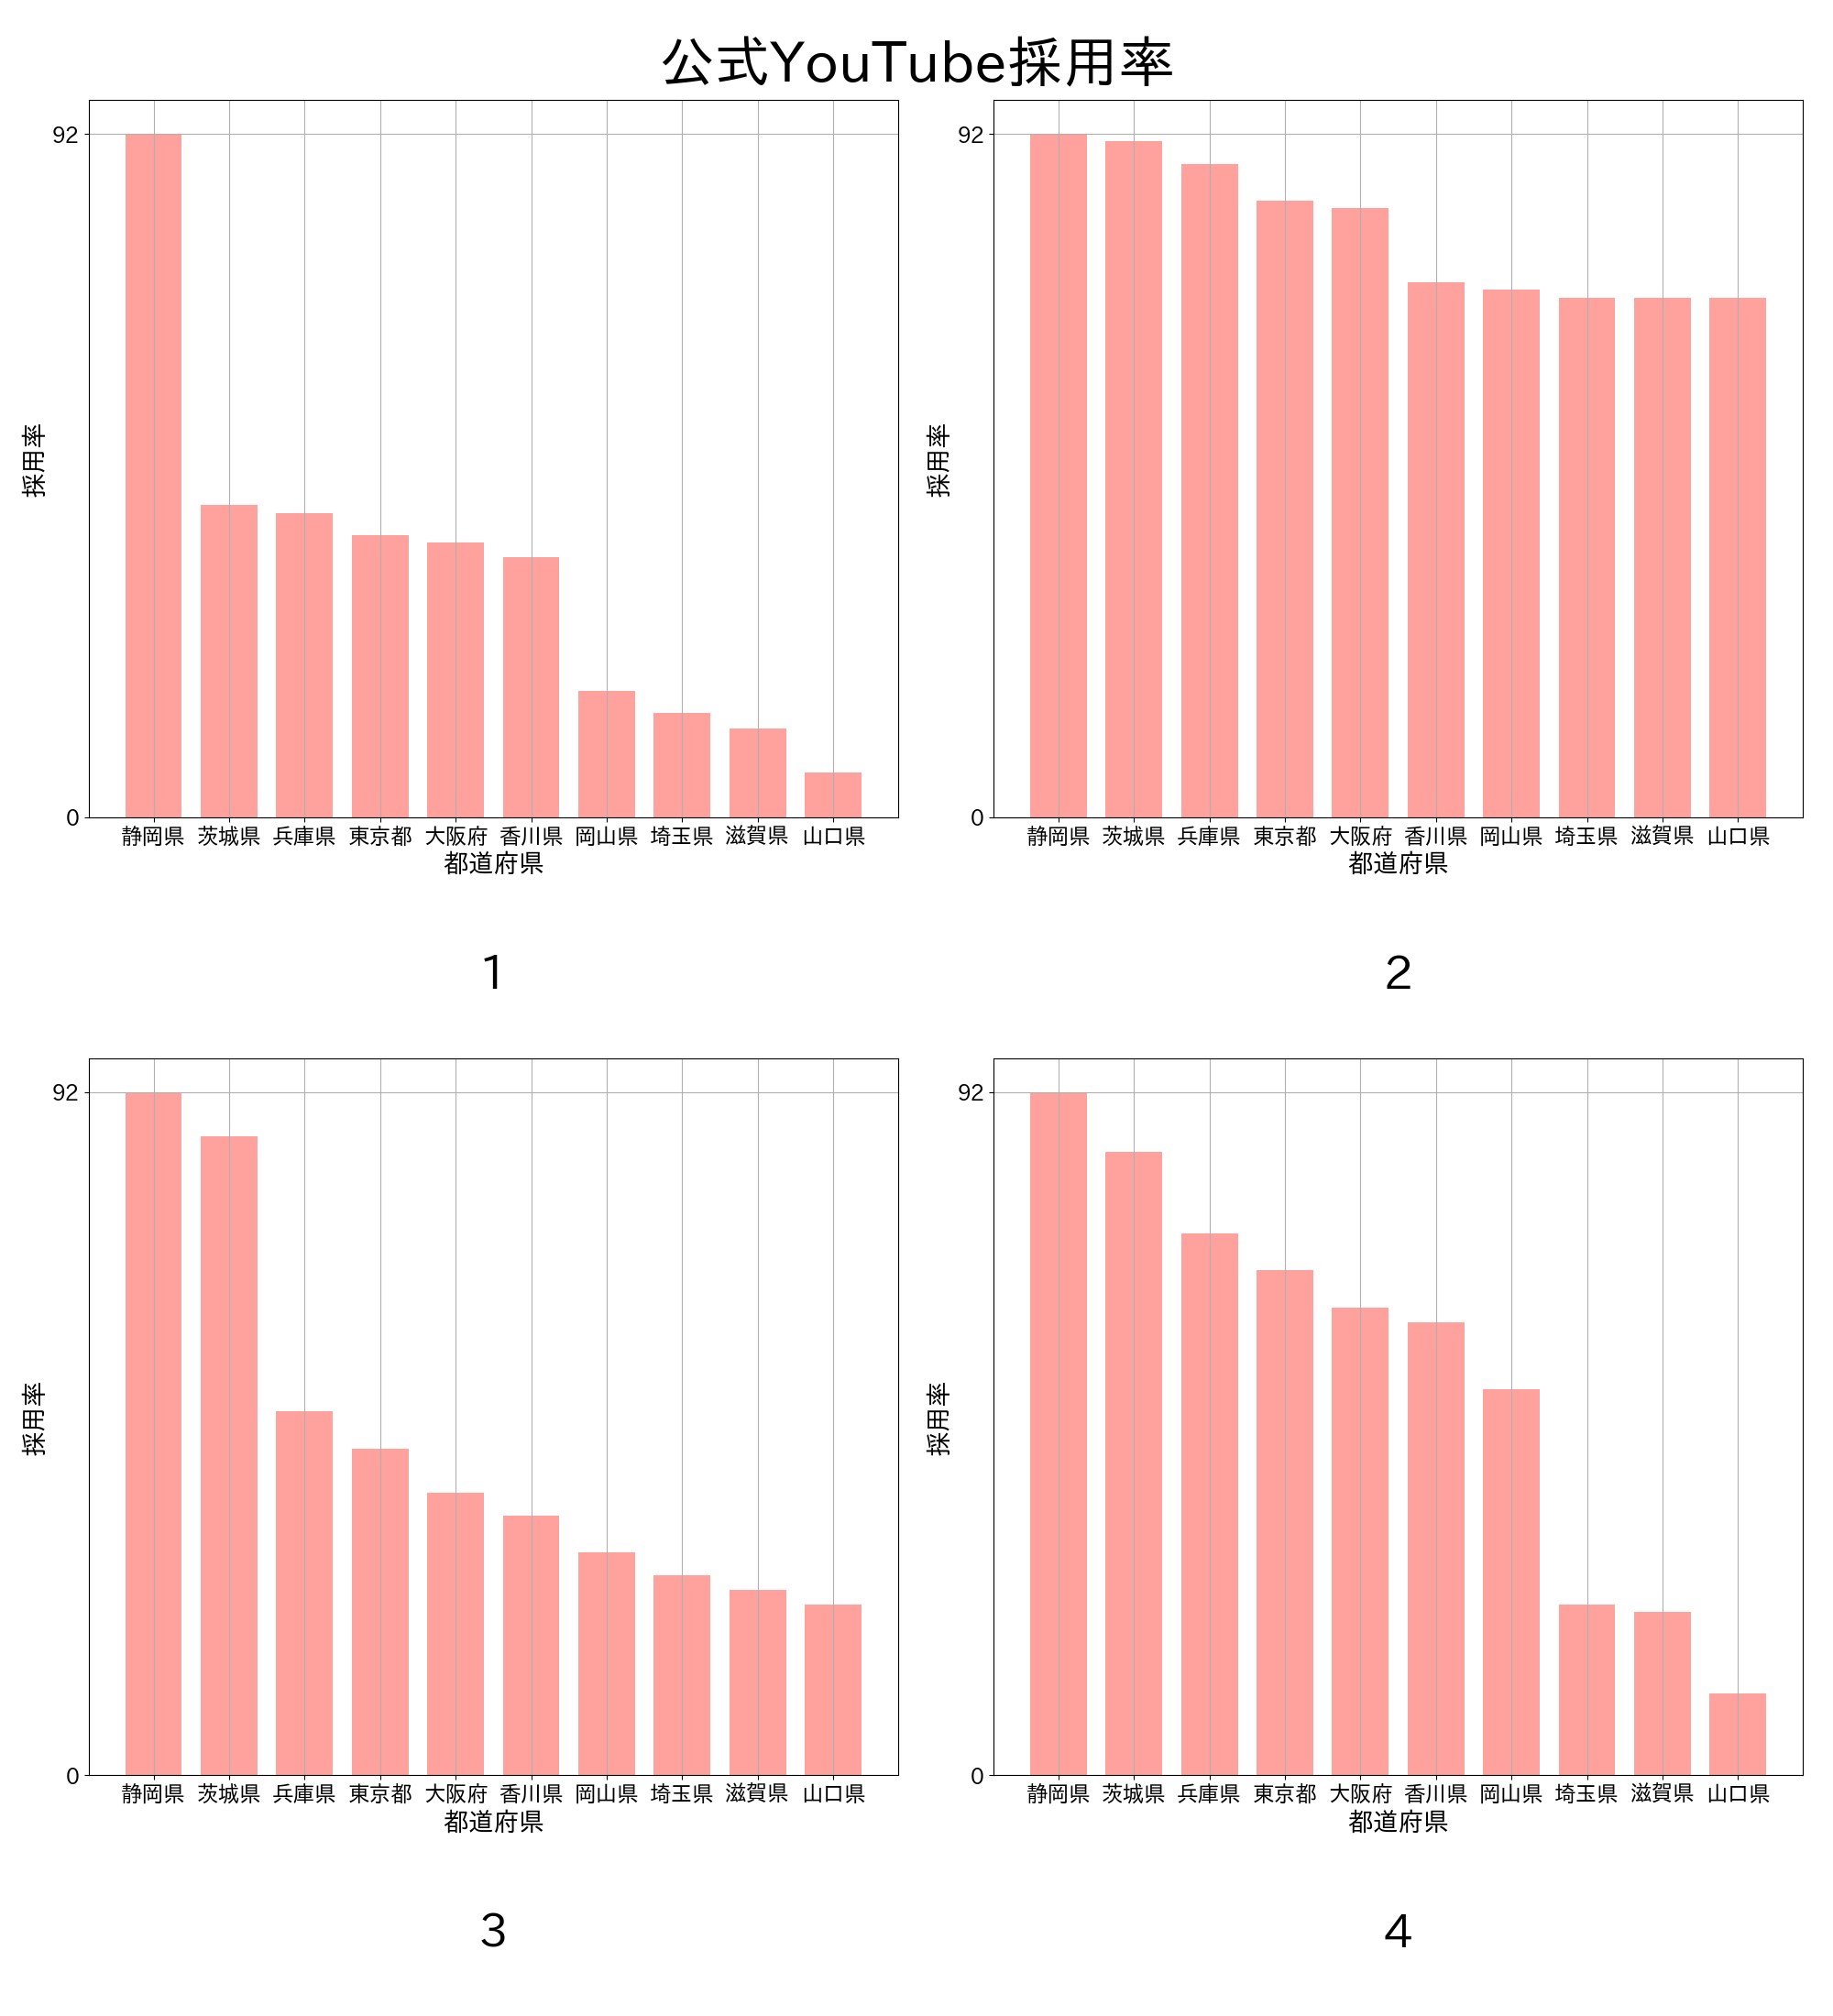 公式YouTube採用率
92
採用率
0
静岡県 茨城県 兵庫県 東京都 大阪府 香川県 岡山県 埼玉県 滋賀県 山口県
都道府県
1
92
採用率
0
静岡県 茨城県 兵庫県 東京都 大阪府 香川県 岡山県 埼玉県 滋賀県 山口県
都道府県
2
92
採用率
0
静岡県 茨城県 兵庫県 東京都 大阪府 香川県 岡山県 埼玉県 滋賀県 山口県
都道府県
3
92
採用率
0
静岡県 茨城県 兵庫県 東京都 大阪府 香川県 岡山県 埼玉県 滋賀県 山口県
都道府県
4